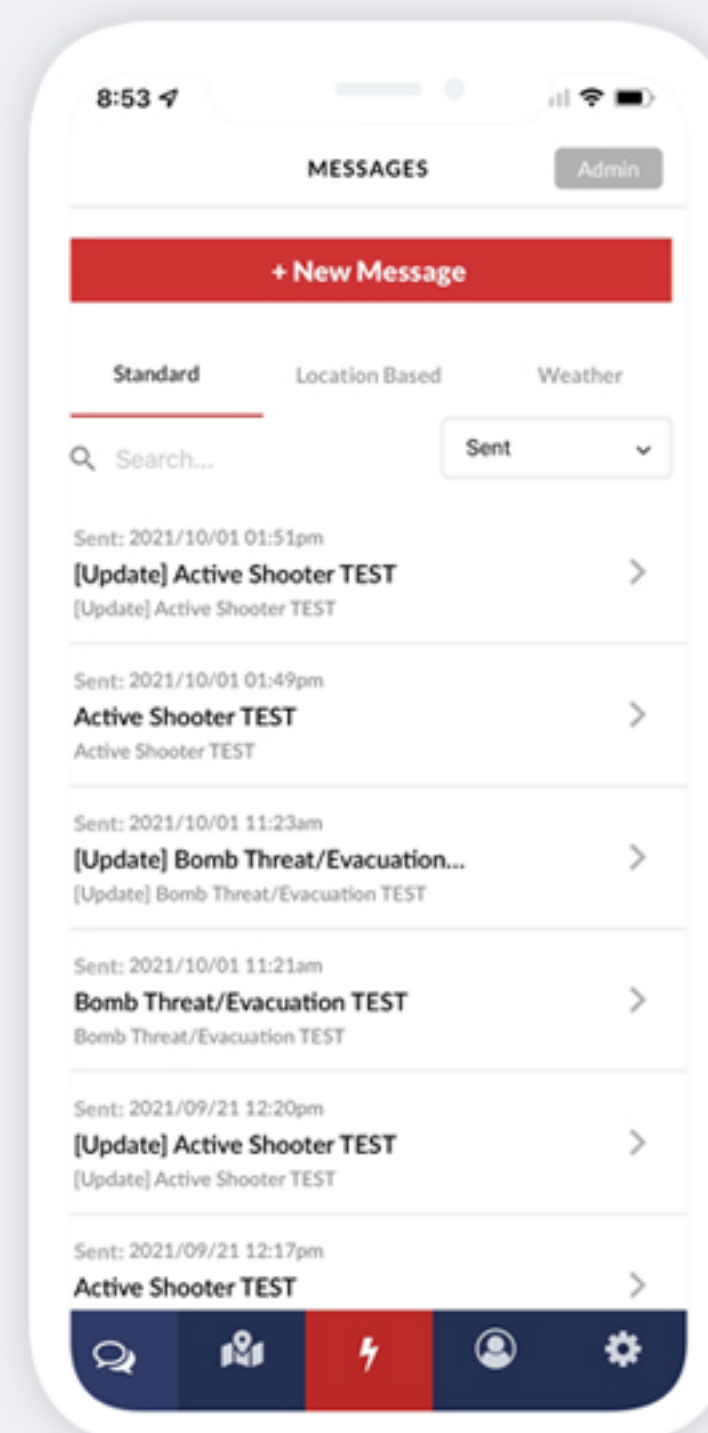 8:53
MESSAGES
Admin
+ New Message
Standard
Location Based
Weather
Search...
Sent
Sent: 2021/10/01 01:51pm
[Update] Active Shooter TEST
[Update] Active Shooter TEST
Sent: 2021/10/01 01:49pm
Active Shooter TEST
Active Shooter TEST
Sent: 2021/10/01 11:23am
[Update] Bomb Threat/Evacuation...
[Update] Bomb Threat/Evacuation TEST
Sent: 2021/10/01 11:21am
Bomb Threat/Evacuation TEST
Bomb Threat/Evacuation TEST
Sent: 2021/09/21 12:20pm
[Update] Active Shooter TEST
[Update] Active Shooter TEST
Sent: 2021/09/21 12:17pm
Active Shooter TEST